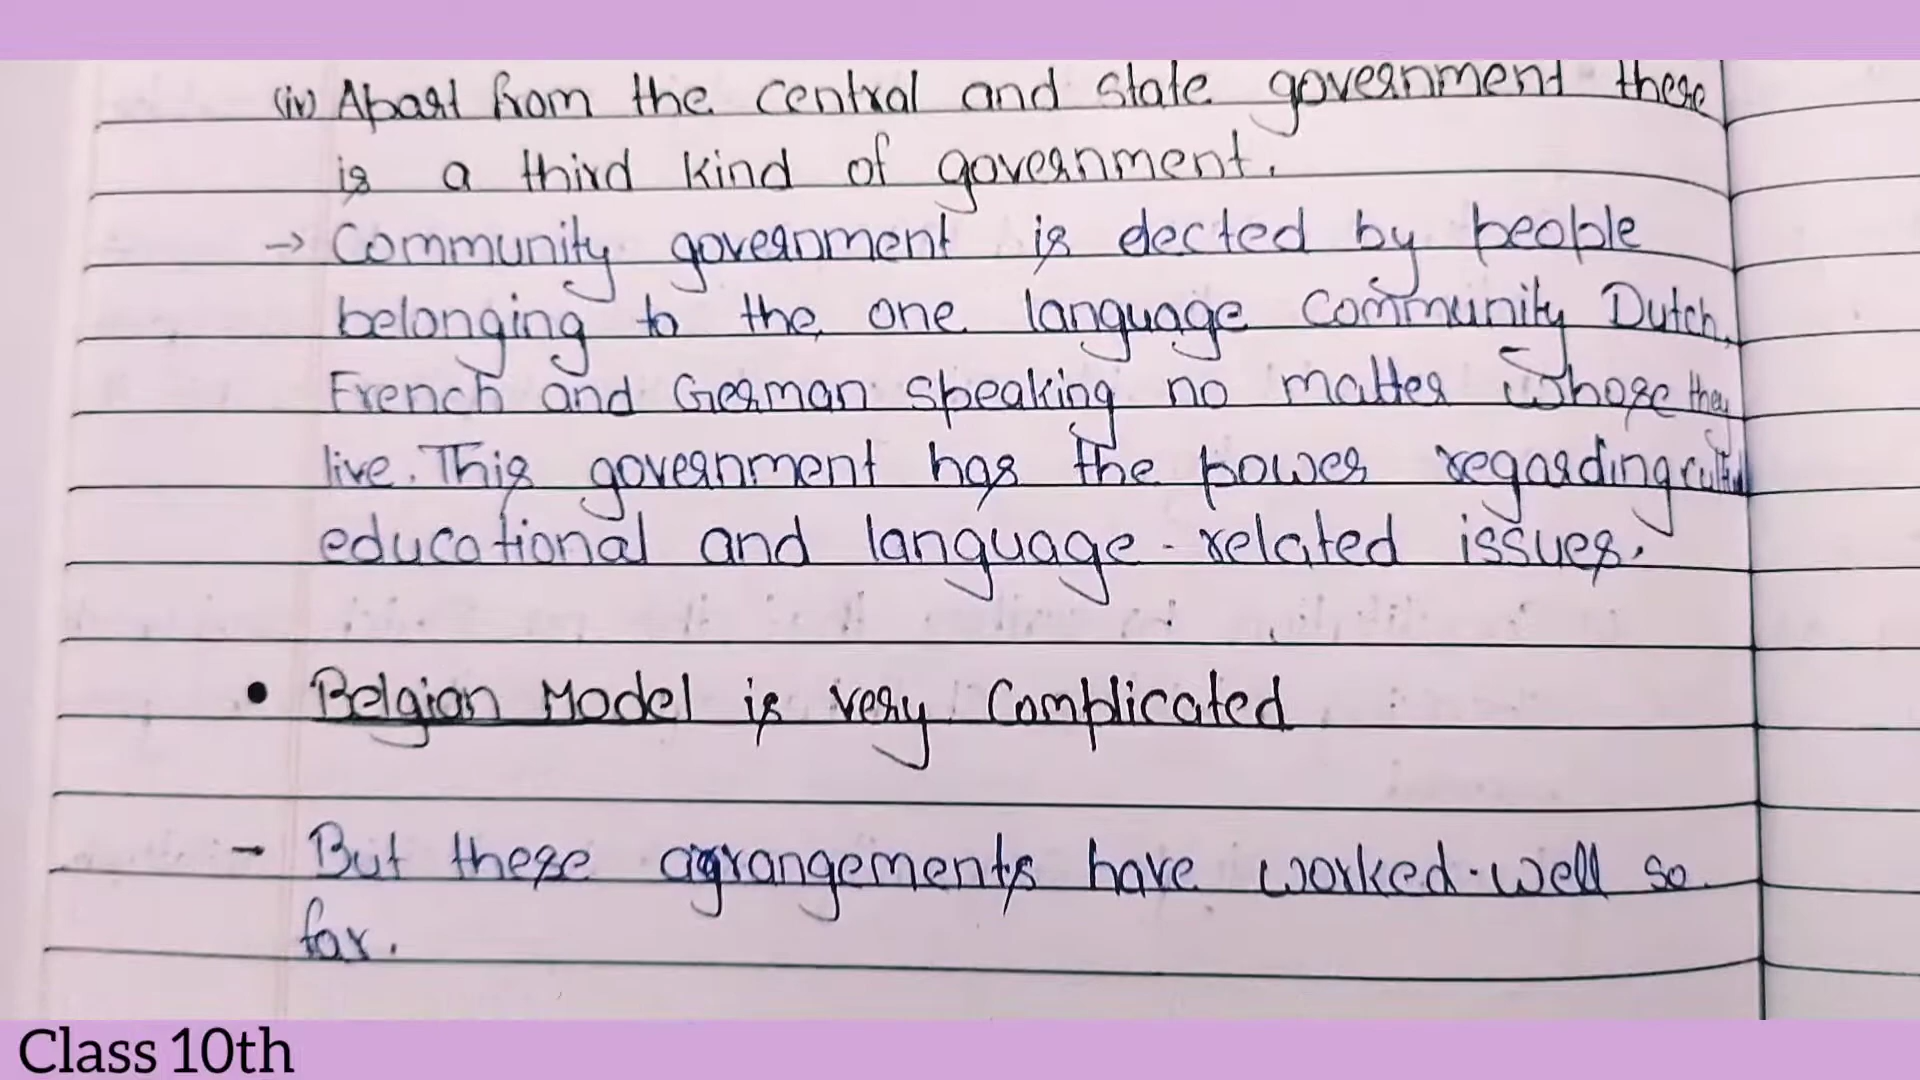 (iv) Apart from the central and state government there
is a third kind of government.
→ Community government is elected by people
belonging to the one language community Dutch,
French and German speaking no matter where they
live. This government has the power regarding
educational and language-related issues.
• Belgian Model is very Complicated
- But these arrangements have worked-well so
far.
Class 10th